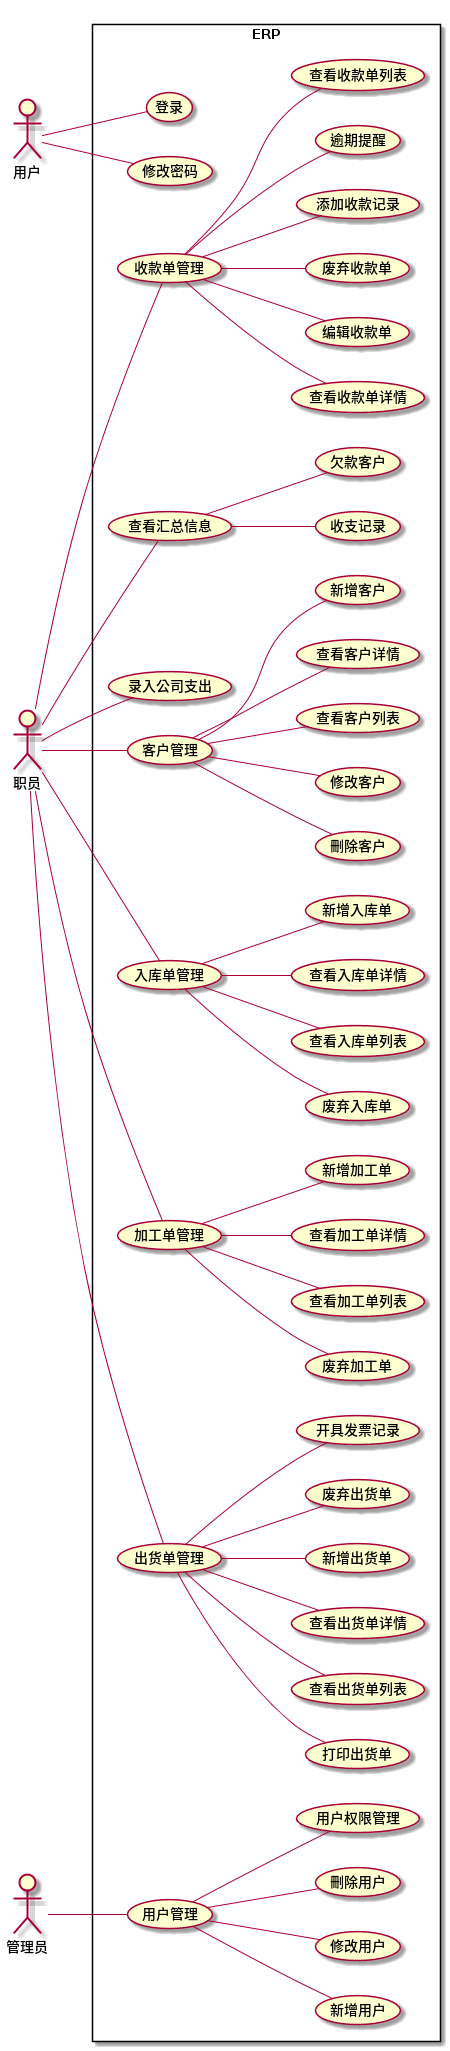 ERP
查看收款单列表
登录
逾期提醒
用户
修改密码
添加收款记录
收款单管理
废弃收款单
编辑收款单
查看收款单详情
欠款客户
查看汇总信息
收支记录
新增客户
查看客户详情
录入公司支出
查看客户列表
客户管理
职员
修改客户
刪除客户
新增入库单
入库单管理
查看入库单详情
查看入库单列表
废弃入库单
新增加工单
加工单管理
查看加工单详情
查看加工单列表
废弃加工单
开具发票记录
废弃出货单
出货单管理
新增出货单
查看出货单详情
查看出货单列表
打印出货单
用户权限管理
刪除用户
用户管理
管理员
修改用户
新增用户